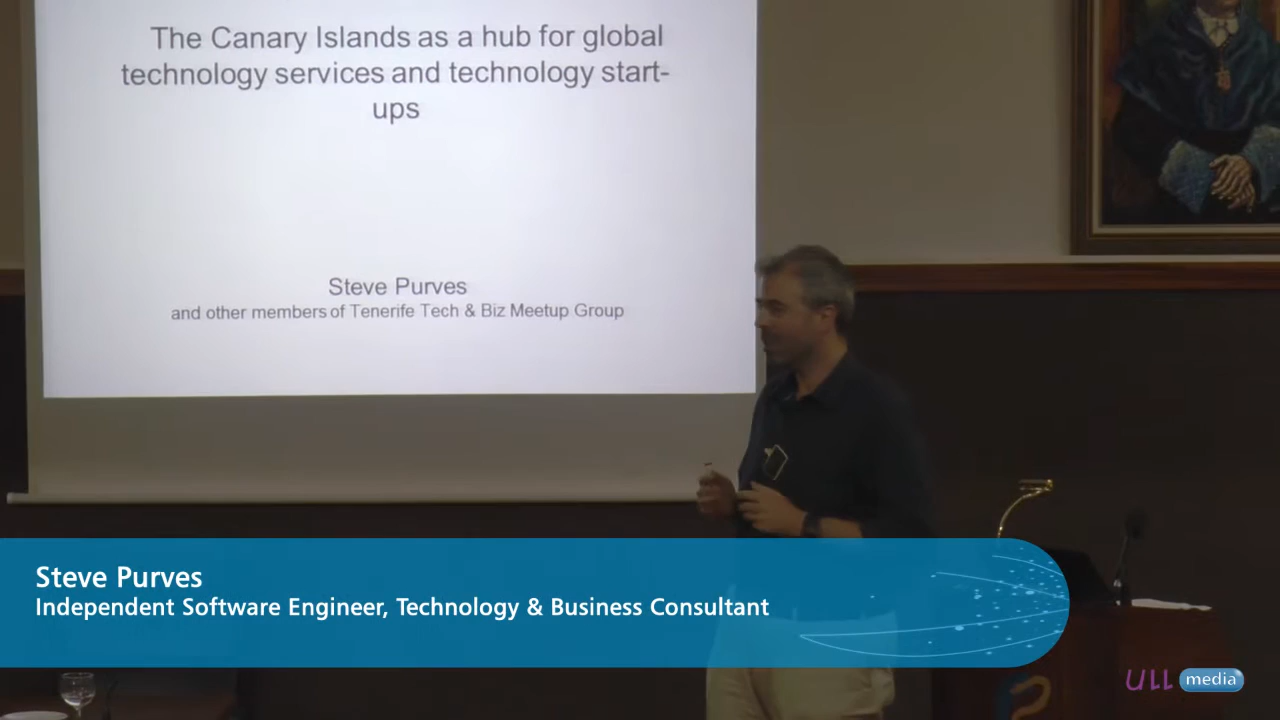 The Canary Islands as a hub for global
technology services and technology start-
ups
Steve Purves
and other members of Tenerife Tech & Biz Meetup Group
Steve Purves
Independent Software Engineer, Technology & Business Consultant
ULL media